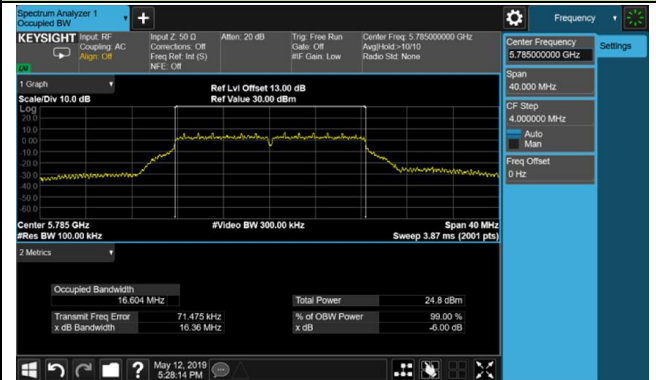 Spectrum Analyzer 1
Occupied BW
Frequency
KEYSIGHT
Input: RF
Coupling: AC
Align: Off
Input Z: 50 Ω
Corrections: Off
Freq Ref: Int (S)
NFE: Off
Atten: 20 dB
Trig: Free Run
Gate: Off
#IF Gain: Low
Center Freq: 5.785000000 GHz
Avg|Hold:>10/10
Radio Std: None
Center Frequency
5.785000000 GHz
Settings
Span
40.000 MHz
CF Step
4.000000 MHz
Auto
Man
Freq Offset
0 Hz
1 Graph
Scale/Div 10.0 dB
Ref Lvl Offset 13.00 dB
Ref Value 30.00 dBm
Log
20.0
10.0
0.00
-10.0
-20.0
-30.0
-40.0
-50.0
-60.0
Center 5.785 GHz
#Res BW 100.00 kHz
#Video BW 300.00 kHz
Span 40 MHz
Sweep 3.87 ms (2001 pts)
2 Metrics
Occupied Bandwidth
16.604 MHz
Total Power 24.8 dBm
Transmit Freq Error 71.475 kHz
% of OBW Power 99.00 %
x dB Bandwidth 16.36 MHz
x dB -6.00 dB
May 12, 2019
5:28:14 PM